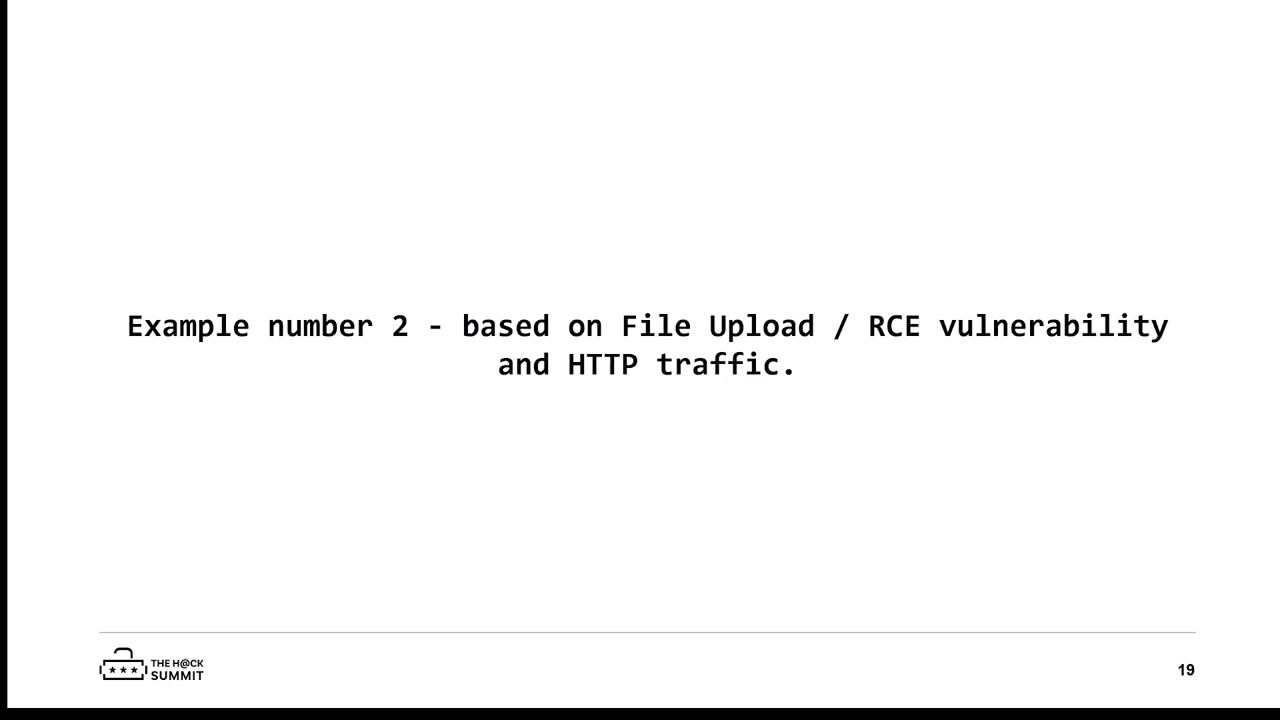 Example number 2 - based on File Upload / RCE vulnerability
and HTTP traffic.
THE H@CK
SUMMIT
19